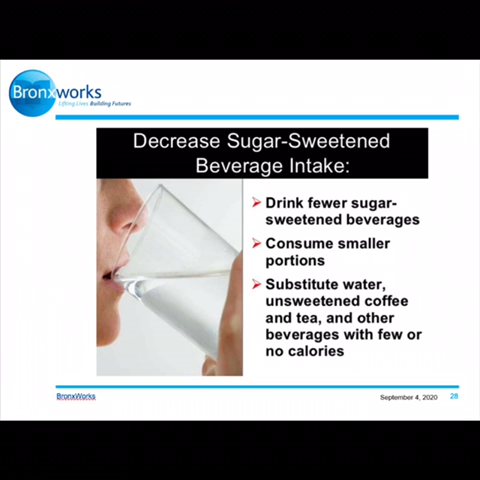 Bronxworks
Lifting Lives Building Futures
Decrease Sugar-Sweetened
Beverage Intake:
Drink fewer sugar-
sweetened beverages
Consume smaller
portions
Substitute water,
unsweetened coffee
and tea, and other
beverages with few or
no calories
BronxWorks
September 4, 2020
28